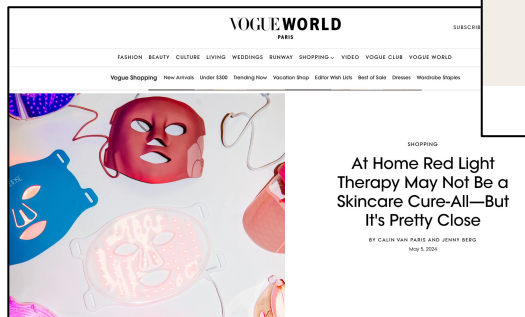 VOGUEWORLD
PARIS
SUBSCRIB
FASHION BEAUTY CULTURE LIVING WEDDINGS RUNWAY SHOPPING VIDEO VOGUE CLUB VOGUE WORLD
Vogue Shopping New Arrivals Under $300 Trending Now Vacation Shop Editor Wish Lists Best of Sale Dresses Wardrobe Staples
SHOPPING
At Home Red Light
Therapy May Not Be a
Skincare Cure-All—But
It's Pretty Close
BY CALIN VAN PARIS AND JENNY BERG
May 5, 2024